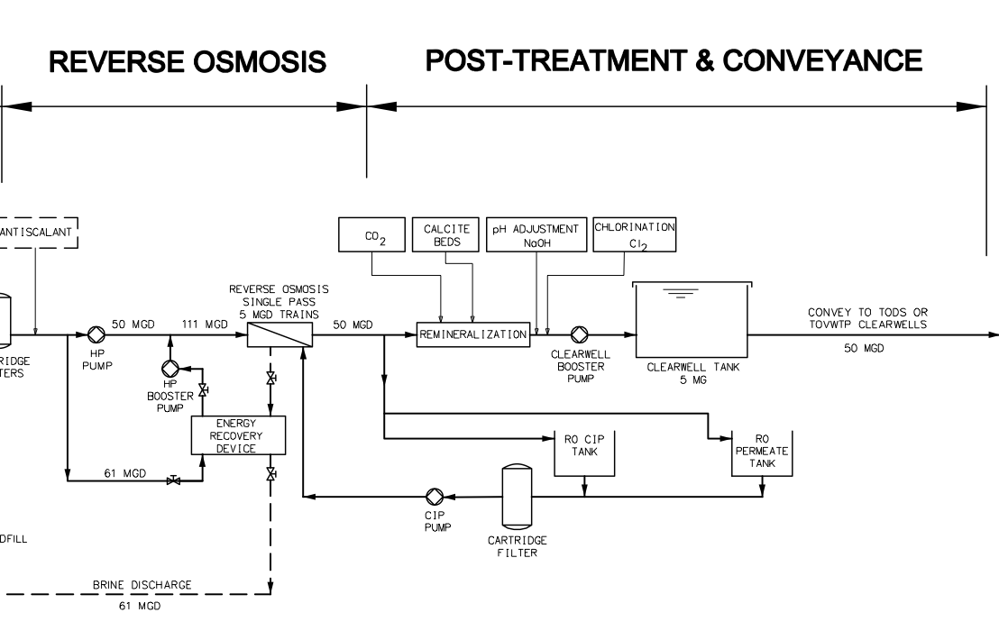 REVERSE OSMOSIS
POST-TREATMENT & CONVEYANCE
ANTISCALANT
CO2
CALCITE
BEDS
pH ADJUSTMENT
NaOH
CHLORINATION
Cl2
REVERSE OSMOSIS
SINGLE PASS
5 MGD TRAINS
50 MGD
111 MGD
50 MGD
REMINERALIZATION
CONVEY TO TODS OR
TOVWTP CLEARWELLS
50 MGD
RIDGE
TERS
HP
PUMP
HP
BOOSTER
PUMP
CLEARWELL
BOOSTER
PUMP
CLEARWELL TANK
5 MG
ENERGY
RECOVERY
DEVICE
RO CIP
TANK
RO
PERMEATE
TANK
61 MGD
CIP
PUMP
CARTRIDGE
FILTER
DFILL
BRINE DISCHARGE
61 MGD